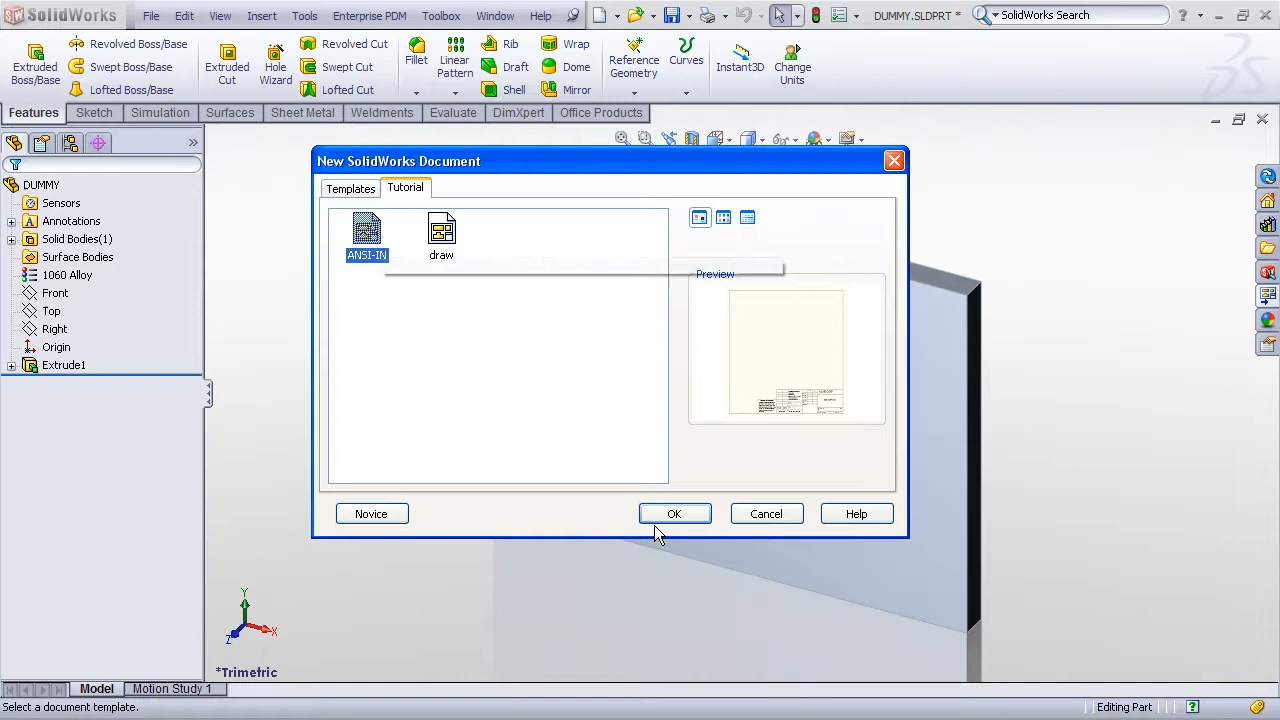 SolidWorks File Edit View Insert Tools Enterprise PDM Toolbox Window Help DUMMY.SLDPRT * SolidWorks Search
Extruded Boss/Base
Revolved Boss/Base
Swept Boss/Base
Lofted Boss/Base
Extruded Cut
Hole Wizard
Revolved Cut
Swept Cut
Lofted Cut
Fillet
Linear Pattern
Rib
Draft
Shell
Wrap
Dome
Mirror
Reference Geometry
Curves
Instant3D
Change Units
Features Sketch Simulation Surfaces Sheet Metal Weldments Evaluate DimXpert Office Products
DUMMY
Sensors
Annotations
Solid Bodies(1)
Surface Bodies
1060 Alloy
Front
Top
Right
Origin
Extrude1
New SolidWorks Document
Templates Tutorial
ANSI-IN draw
Preview
Novice OK Cancel Help
Y
X
Z
*Trimetric
Model Motion Study 1
Select a document template. Editing Part